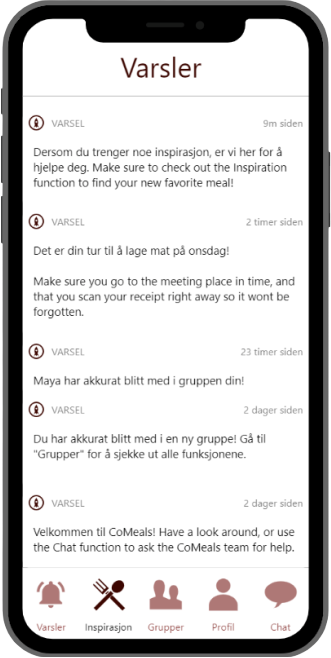 Varsler
VARSEL 9m siden
Dersom du trenger noe inspirasjon, er vi her for å
hjelpe deg. Make sure to check out the Inspiration
function to find your new favorite meal!
VARSEL 2 timer siden
Det er din tur til å lage mat på onsdag!
Make sure you go to the meeting place in time, and
that you scan your receipt right away so it wont be
forgotten.
VARSEL 23 timer siden
Maya har akkurat blitt med i gruppen din!
VARSEL 2 dager siden
Du har akkurat blitt med i en ny gruppe! Gå til
"Grupper" for å sjekke ut alle funksjonene.
VARSEL 2 dager siden
Velkommen til CoMeals! Have a look around, or use
the Chat function to ask the CoMeals team for help.
Varsler Inspirasjon Grupper Profil Chat